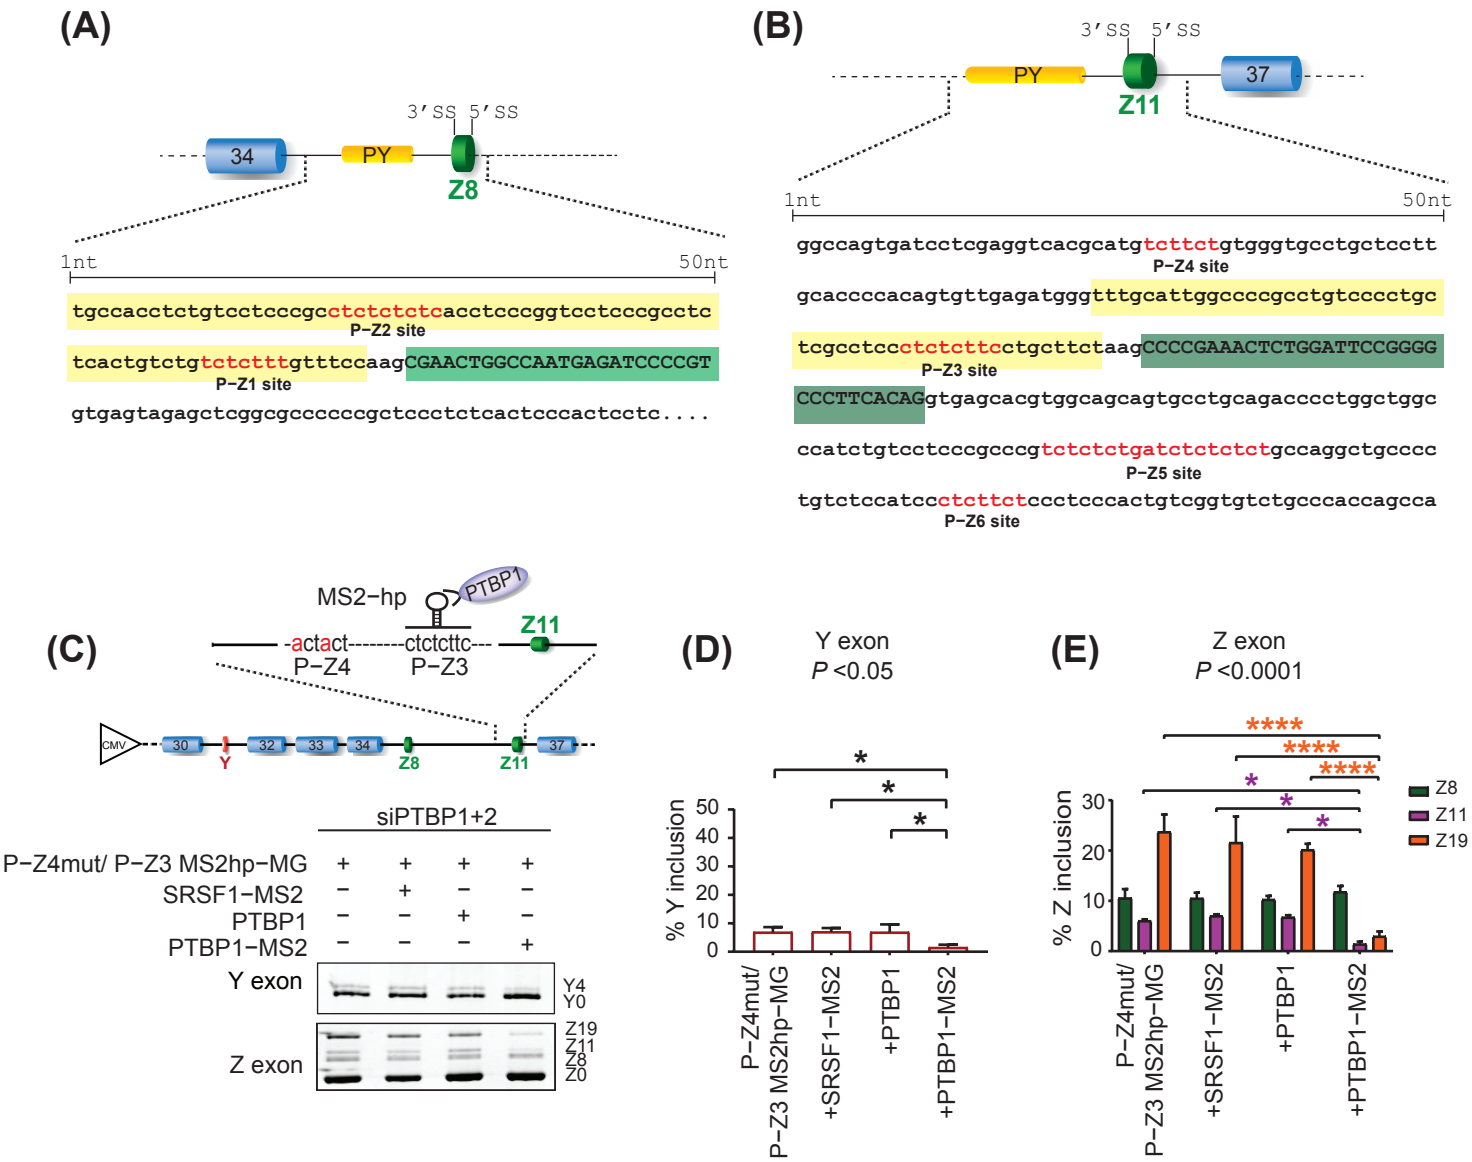 (A)
3'SS 5'SS
34
PY
Z8
1nt 50nt
tgccacctctgtcctcccgcctctctctcacctcccggtcctcccgcctc
P-Z2 site
tcactgtctgtctctttgtttccaagCGAACTGGCCAATGAGATCCCCGT
P-Z1 site
gtgagtagagctcggcgccccccgctccctctcactcccactcctc....
(B)
3'SS 5'SS
PY
Z11
37
1nt 50nt
ggccagtgatcctcgaggtcacgcatgtcttctgtgggtgcctgctcctt
P-Z4 site
gcaccccacagtgttgagatgggtttgcattggccccgcctgtcccctgc
tcgcctccctctcttcctgcttctaagCCCCGAAACTCTGGATTCCGGGG
P-Z3 site
CCCTTCACAGgtgagcacgtggcagcagtgcctgcagacccctggctggc
ccatctgtcctcccgcccgtctctctgatctctctctgccaggctgcccc
P-Z5 site
tgtctccatccctcttctccctcccactgtcggtgtctgcccaccagcca
P-Z6 site
(C)
MS2-hp
PTBP1
Z11
-actact---------ctctcttc---
P-Z4 P-Z3
CMV
30
Y
32
33
34
Z8
Z11
37
siPTBP1+2
P-Z4mut/ P-Z3 MS2hp-MG + + + +
SRSF1-MS2 - + - -
PTBP1 - - + -
PTBP1-MS2 - - - +
Y exon
Y4
Y0
Z exon
Z19
Z11
Z8
Z0
(D)
Y exon
P <0.05
*
*
*
% Y inclusion
50
40
30
20
10
0
P-Z4mut/
P-Z3 MS2hp-MG
+SRSF1-MS2
+PTBP1
+PTBP1-MS2
(E)
Z exon
P <0.0001
****
****
****
*
*
*
% Z inclusion
30
20
10
0
Z8
Z11
Z19
P-Z4mut/
P-Z3 MS2hp-MG
+SRSF1-MS2
+PTBP1
+PTBP1-MS2